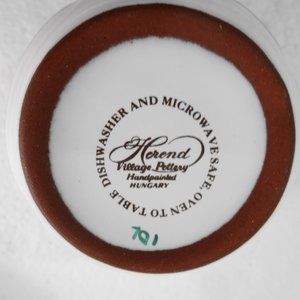 DISHWASHER AND MICROWAVE SAFE, OVEN TO TABLE
Herend
Village Pottery
Handpainted
HUNGARY
701